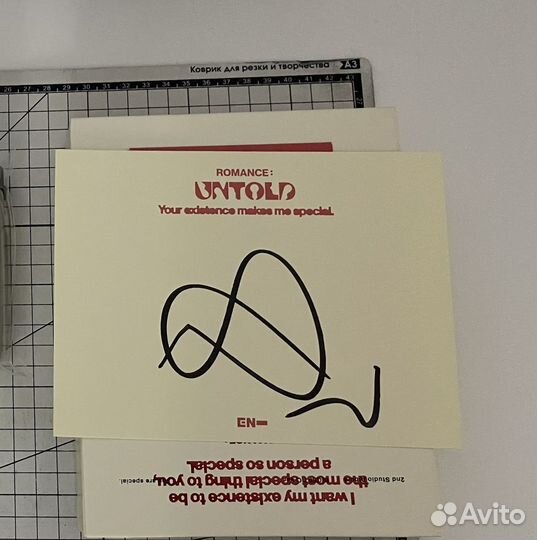 Коврик для резки и творчества A3
26 27 28 29 30 31 32 33 34 35 36 37 38 39 40 41 42 43
27
ROMANCE:
UNTOLD
Your existence makes me special.
EN-
I want my existence to be
the most special thing to you,
a person so special.
2nd Studio
are special.
Avito